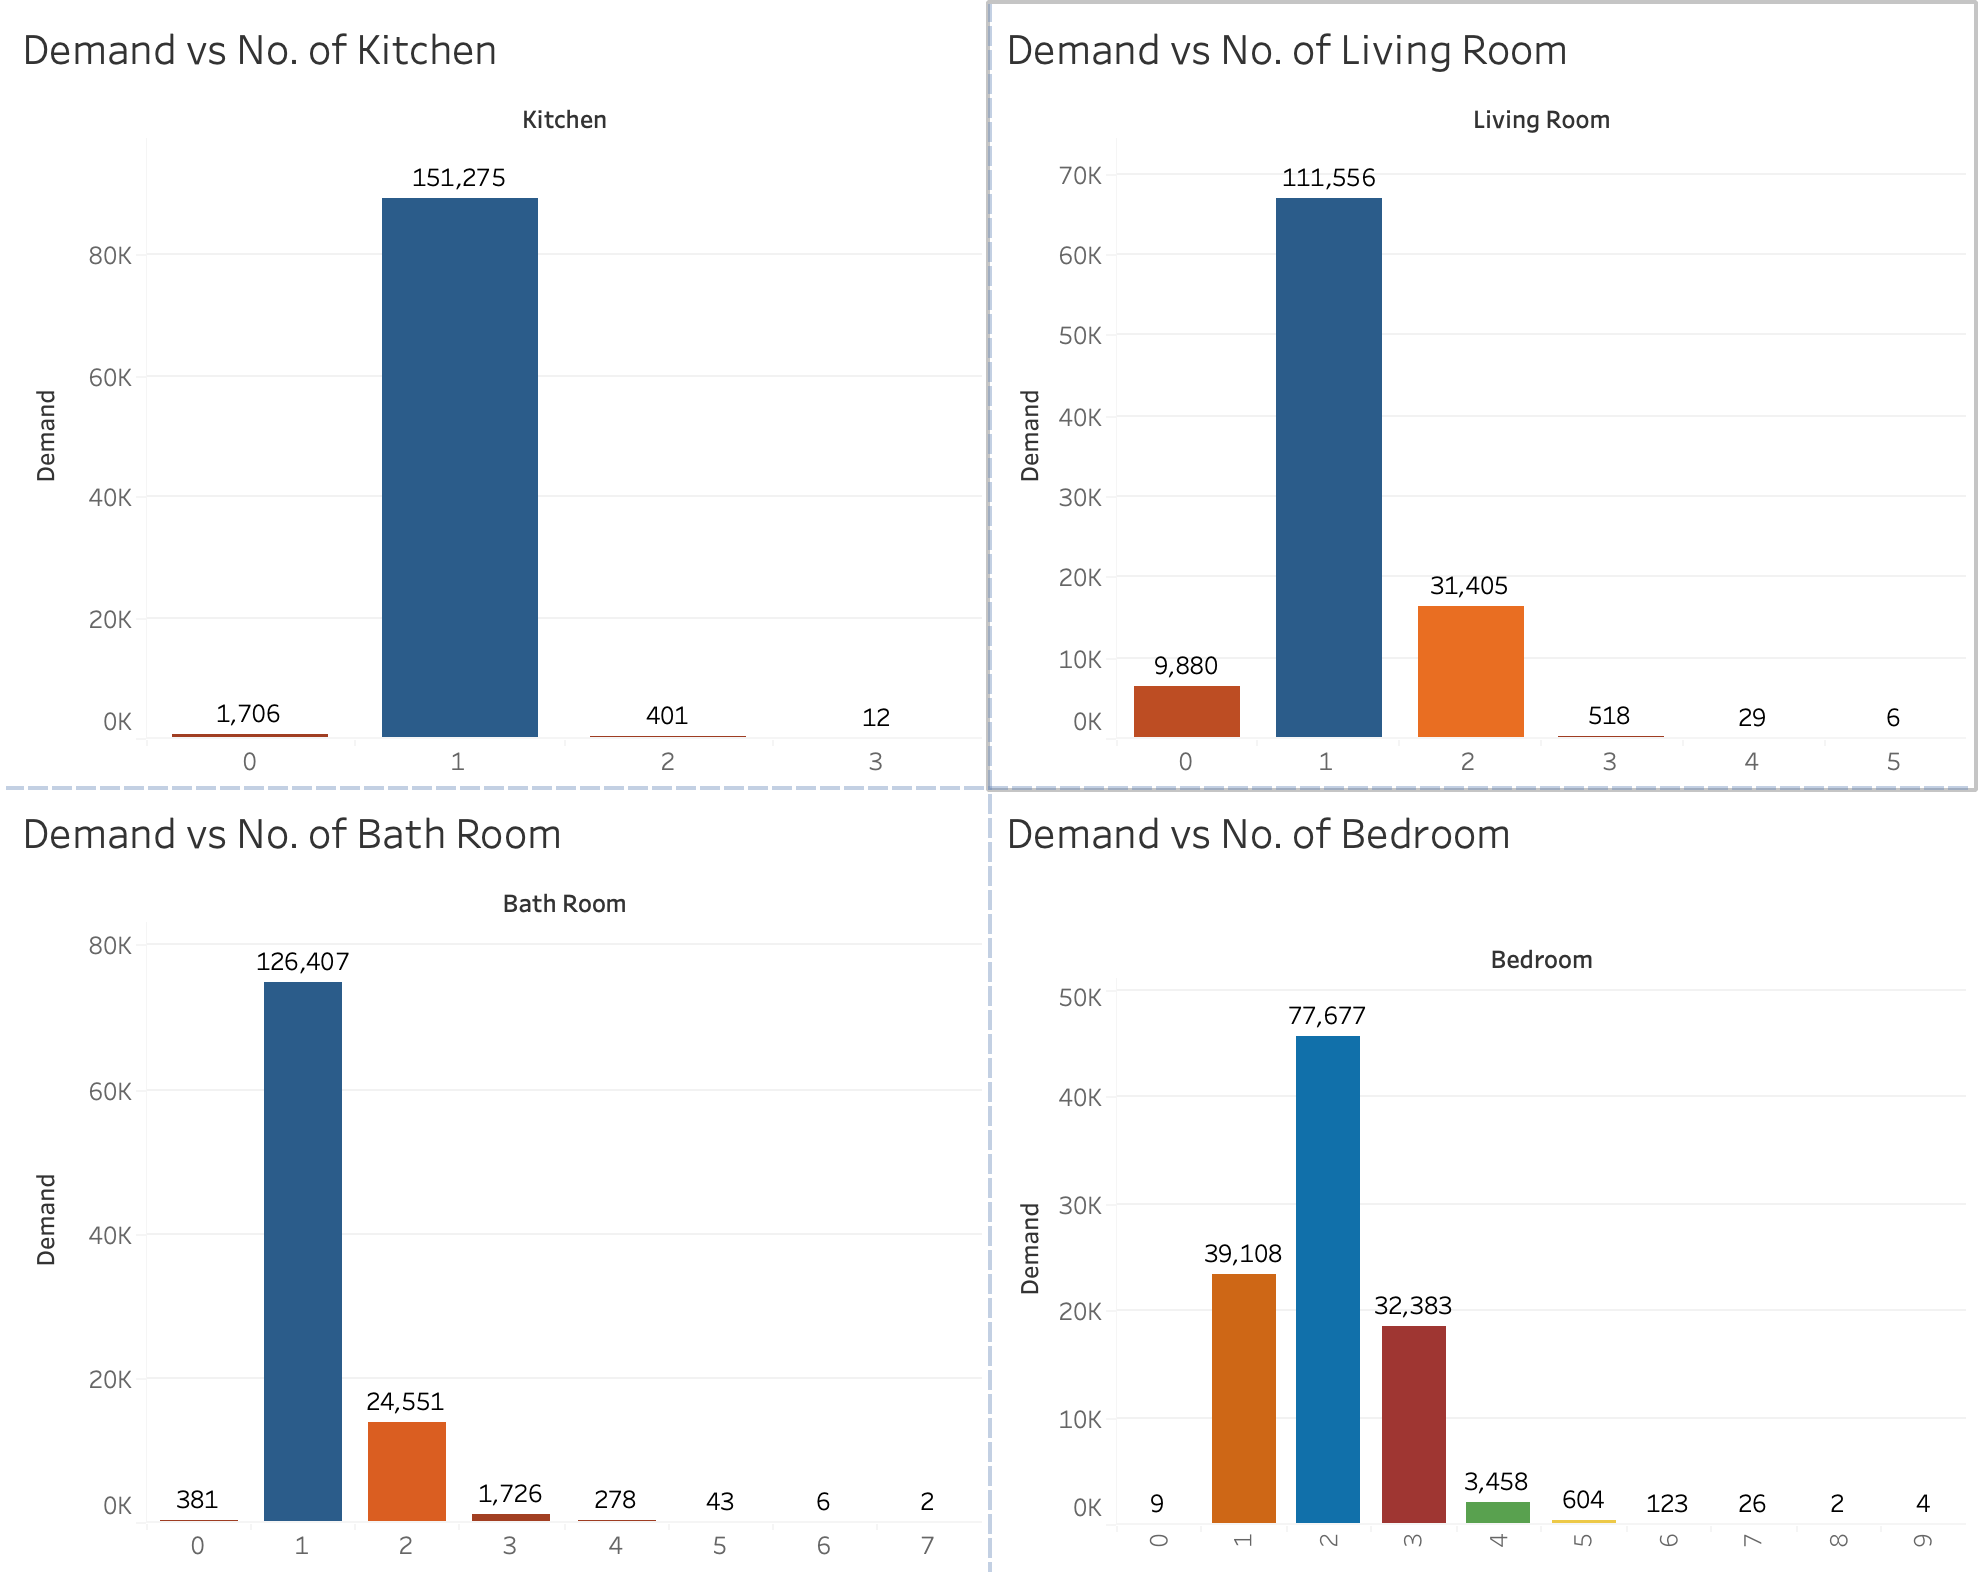 Demand vs No. of Kitchen
Kitchen
151,275
80K
60K
40K
20K
0K
Demand
1,706
401
12
0 1 2 3
Demand vs No. of Living Room
Living Room
70K
111,556
60K
50K
40K
30K
20K
10K
0K
Demand
31,405
9,880
518
29
6
0 1 2 3 4 5
Demand vs No. of Bath Room
Bath Room
80K
126,407
60K
40K
20K
0K
Demand
24,551
381
1,726
278
43
6
2
0 1 2 3 4 5 6 7
Demand vs No. of Bedroom
Bedroom
50K
77,677
40K
30K
20K
10K
0K
Demand
39,108
32,383
3,458
9
604
123
26
2
4
0 1 2 3 4 5 6 7 8 9